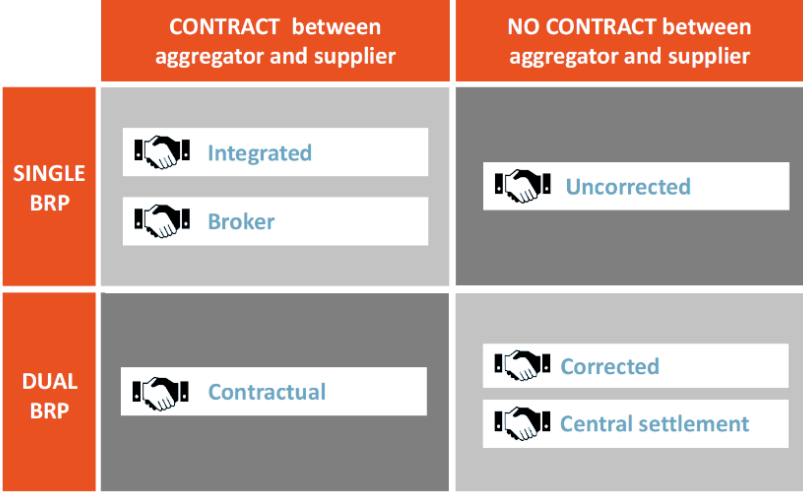 CONTRACT between
aggregator and supplier
NO CONTRACT between
aggregator and supplier
SINGLE
BRP
Integrated
Broker
Uncorrected
DUAL
BRP
Contractual
Corrected
Central settlement